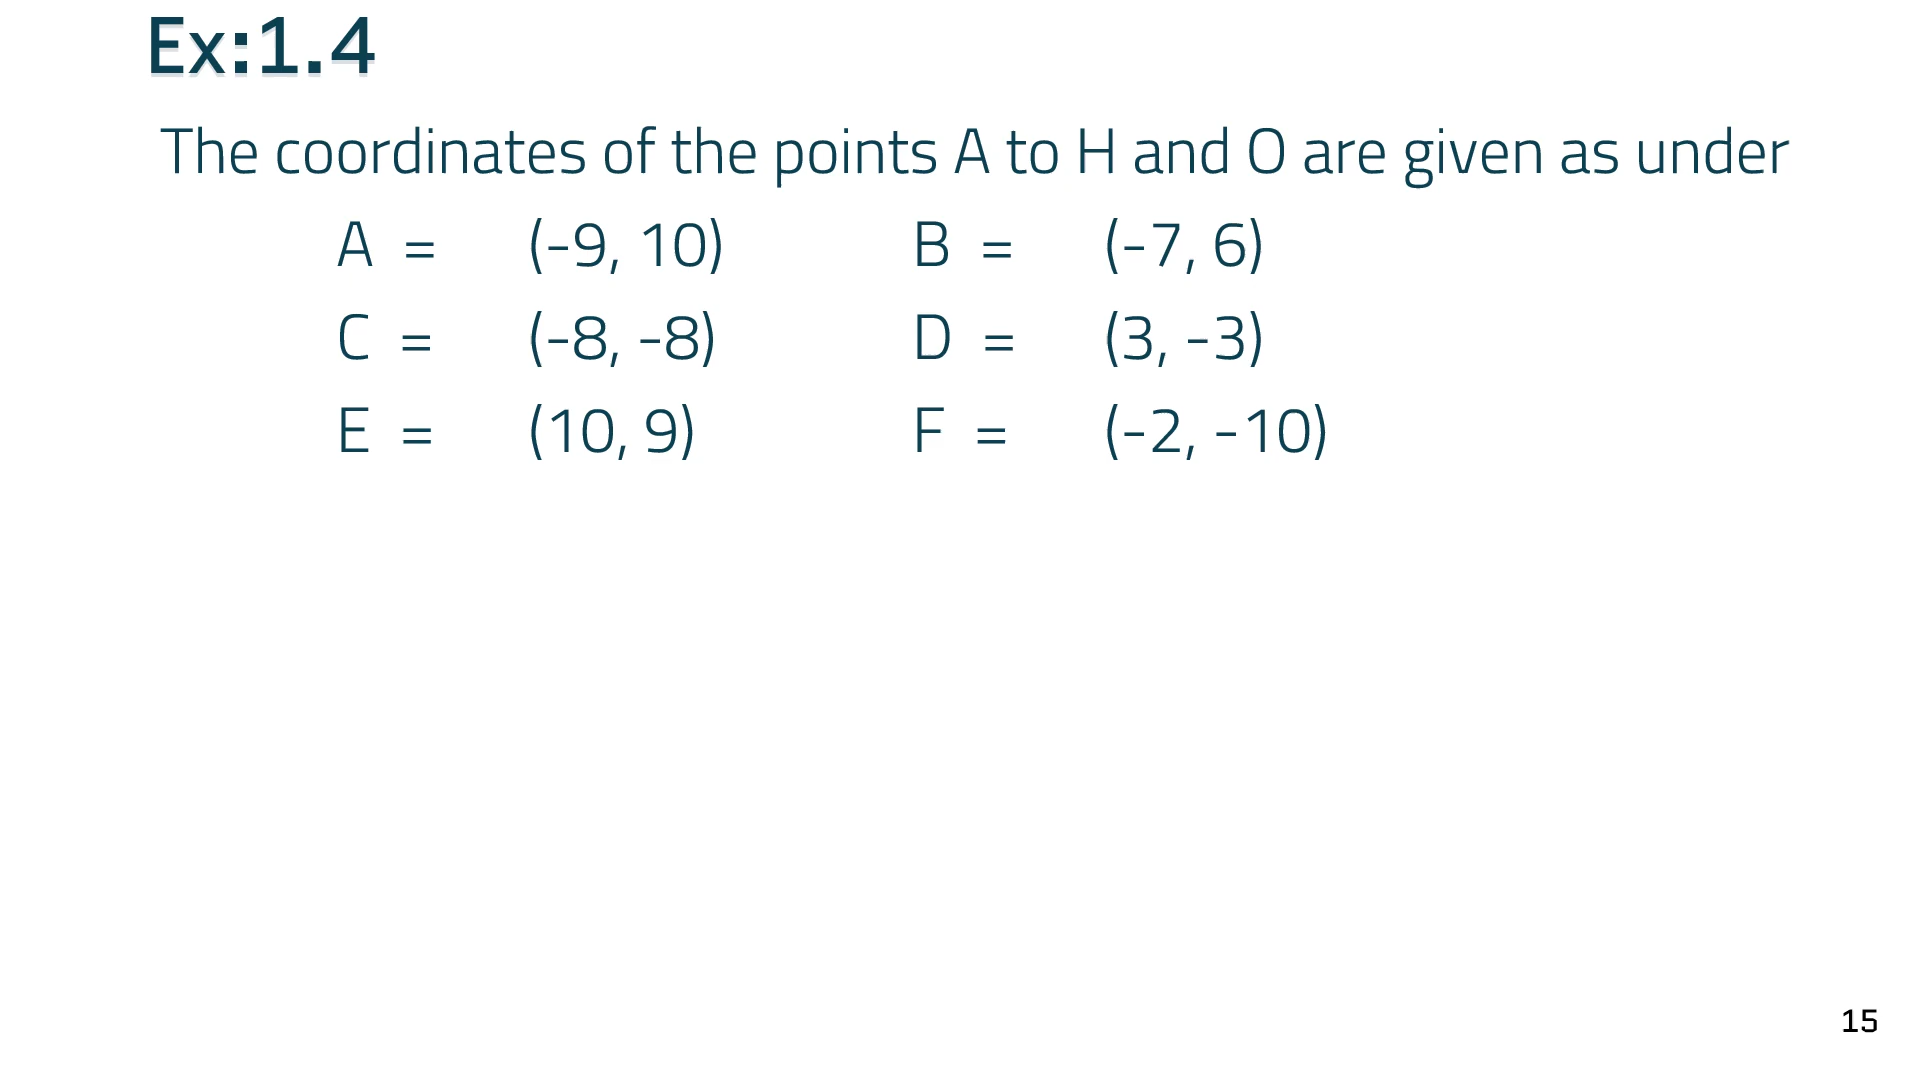 Ex:1.4
The coordinates of the points A to H and O are given as under
A = (-9, 10) B = (-7, 6)
C = (-8, -8) D = (3, -3)
E = (10, 9) F = (-2, -10)
15